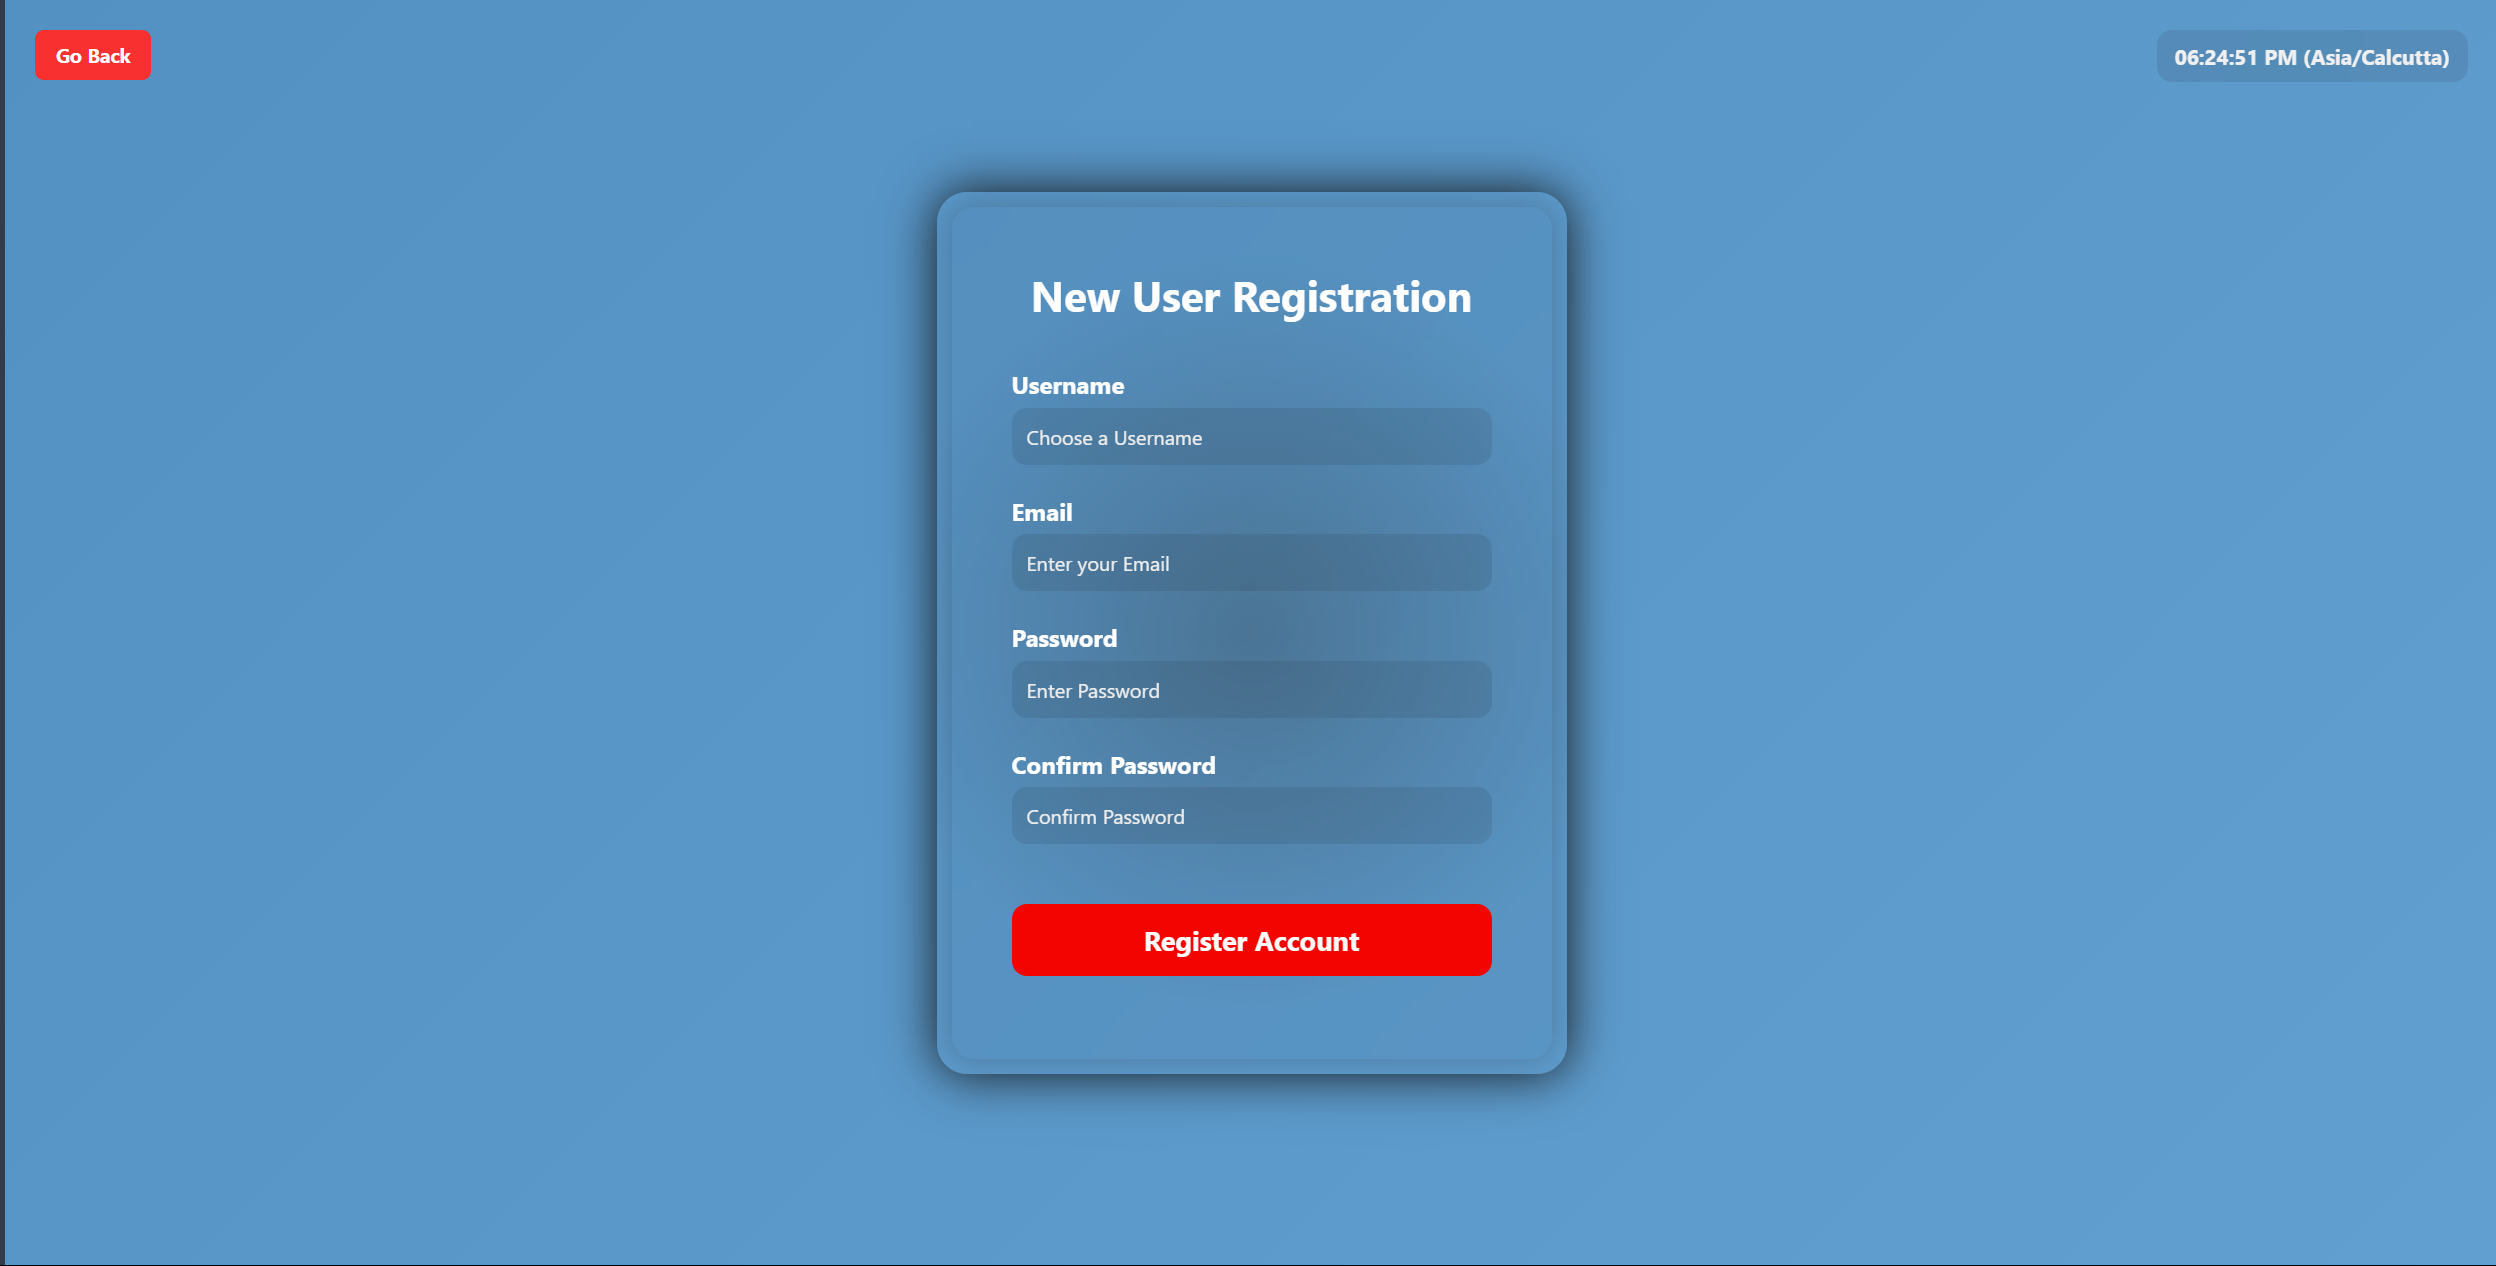 Go Back
06:24:51 PM (Asia/Calcutta)
New User Registration
Username
Choose a Username
Email
Enter your Email
Password
Enter Password
Confirm Password
Confirm Password
Register Account